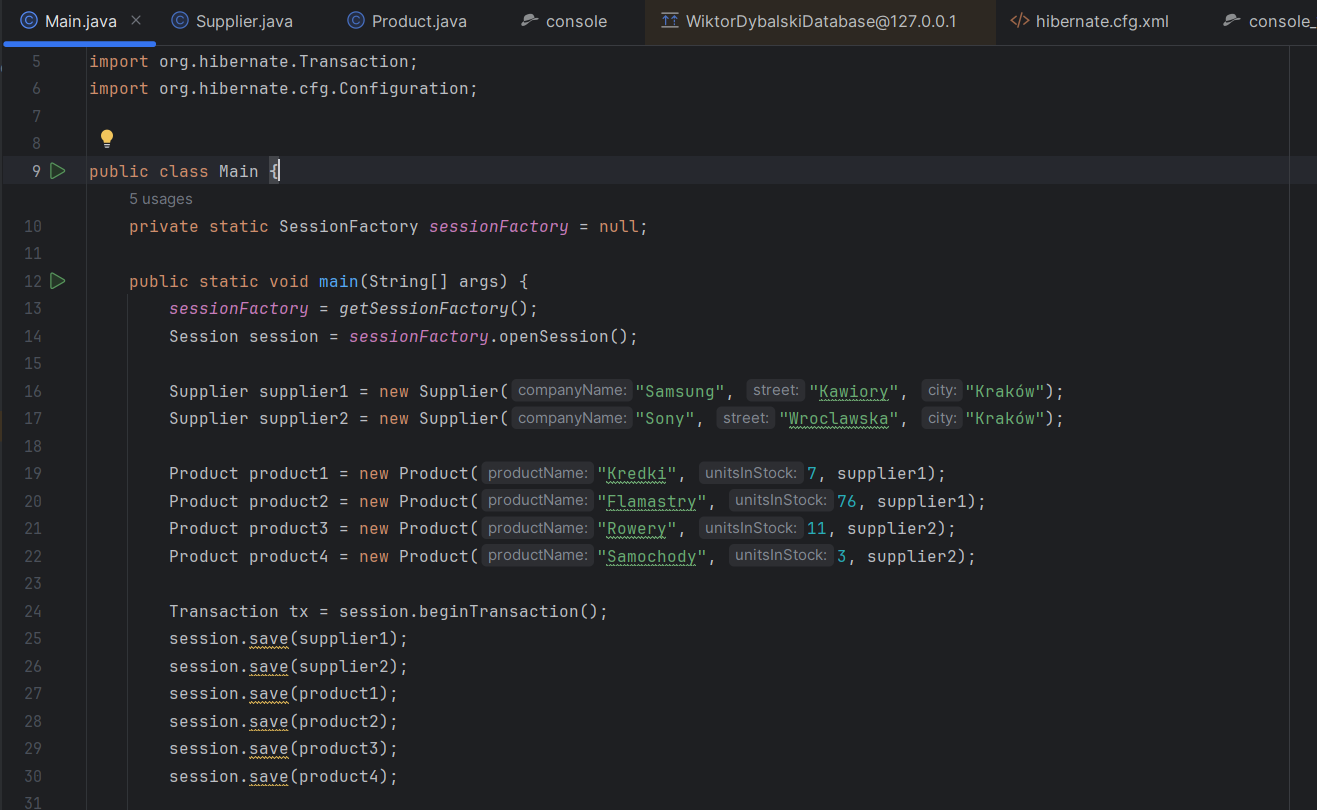 Main.java Supplier.java Product.java console WiktorDybalskiDatabase@127.0.0.1 hibernate.cfg.xml console_
5 import org.hibernate.Transaction;
6 import org.hibernate.cfg.Configuration;
7
8
9 public class Main {
5 usages
10 private static SessionFactory sessionFactory = null;
11
12 public static void main(String[] args) {
13 sessionFactory = getSessionFactory();
14 Session session = sessionFactory.openSession();
15
16 Supplier supplier1 = new Supplier( companyName: "Samsung", street: "Kawiory", city: "Kraków");
17 Supplier supplier2 = new Supplier( companyName: "Sony", street: "Wroclawska", city: "Kraków");
18
19 Product product1 = new Product( productName: "Kredki", unitsInStock: 7, supplier1);
20 Product product2 = new Product( productName: "Flamastry", unitsInStock: 76, supplier1);
21 Product product3 = new Product( productName: "Rowery", unitsInStock: 11, supplier2);
22 Product product4 = new Product( productName: "Samochody", unitsInStock: 3, supplier2);
23
24 Transaction tx = session.beginTransaction();
25 session.save(supplier1);
26 session.save(supplier2);
27 session.save(product1);
28 session.save(product2);
29 session.save(product3);
30 session.save(product4);
31